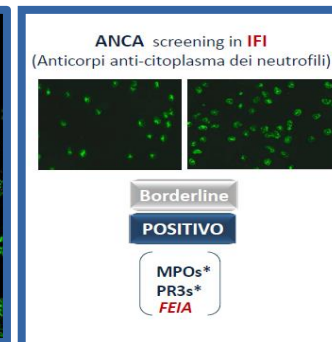 ANCA screening in IFI
(Anticorpi anti-citoplasma dei neutrofili)
Borderline
POSITIVO
MPOs*
PR3s*
FEIA